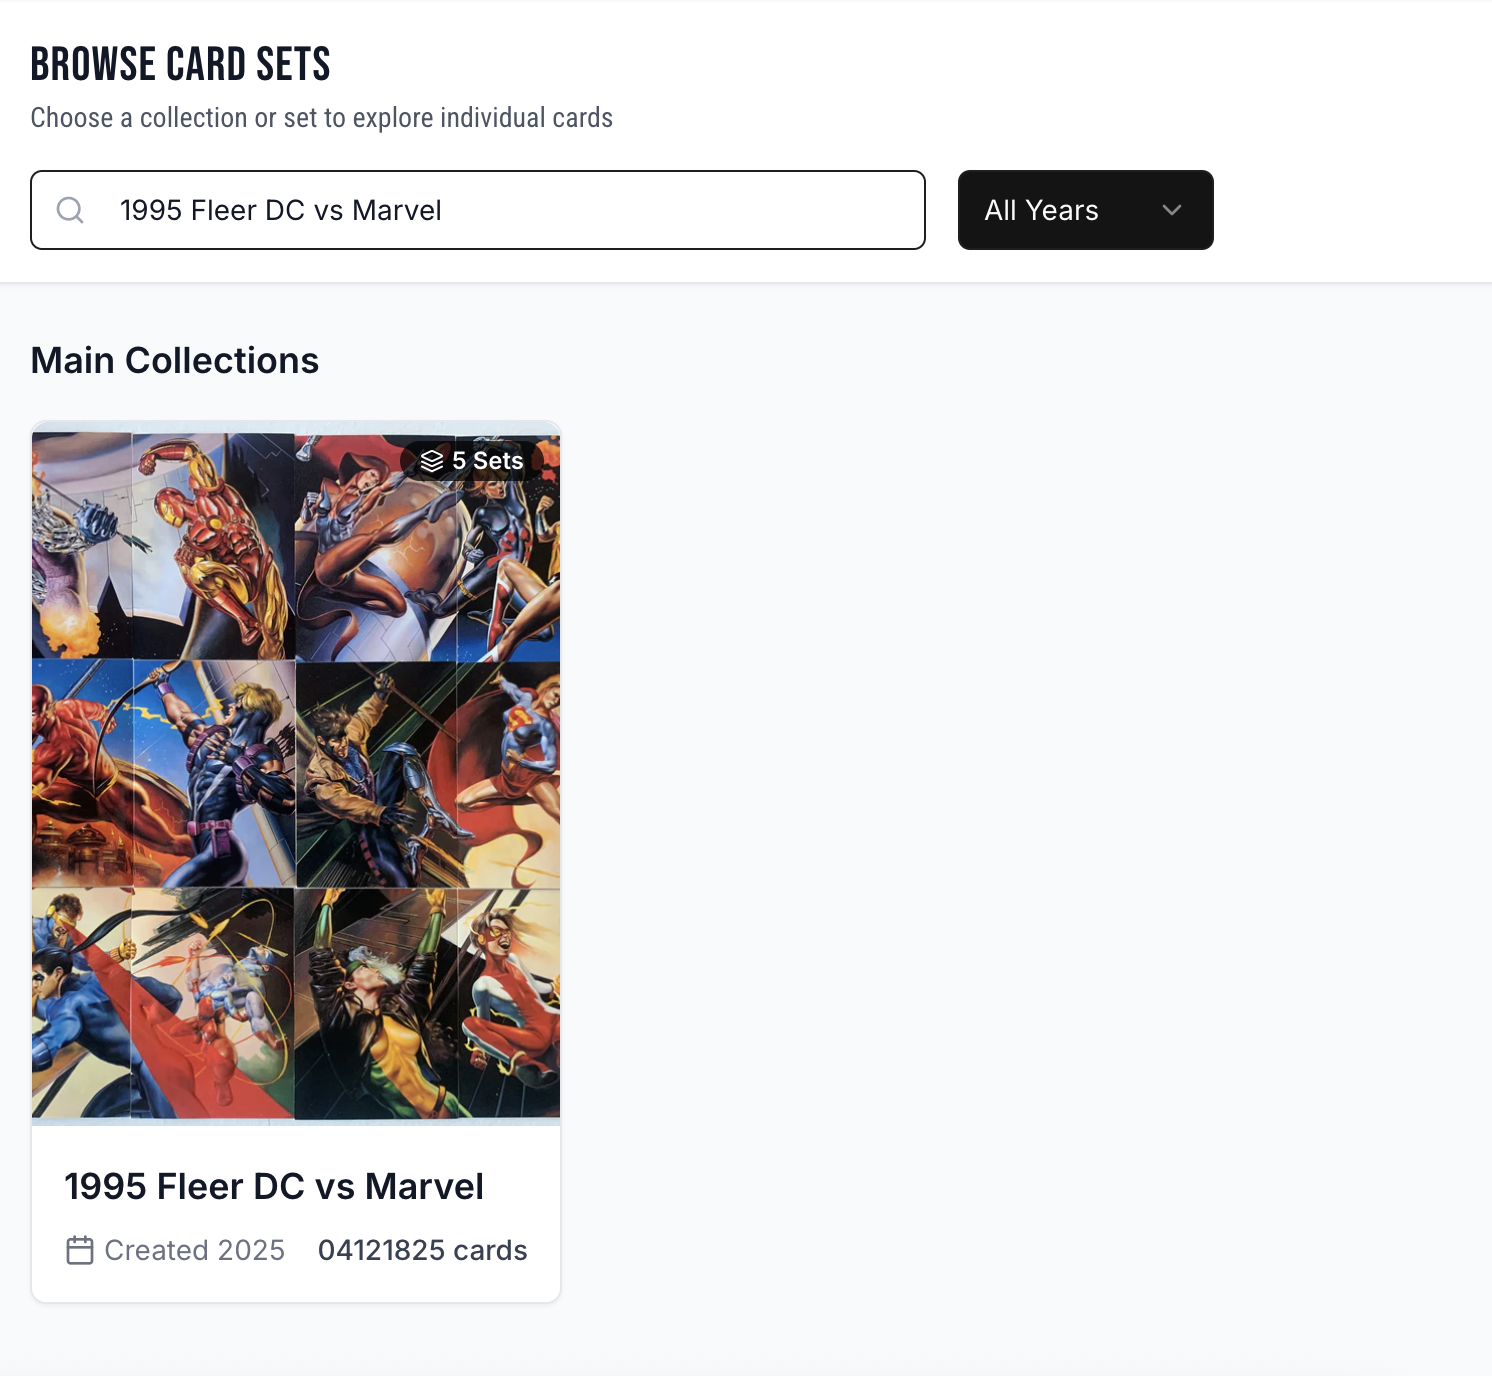 BROWSE CARD SETS
Choose a collection or set to explore individual cards
1995 Fleer DC vs Marvel
All Years
Main Collections
5 Sets
1995 Fleer DC vs Marvel
Created 2025
04121825 cards